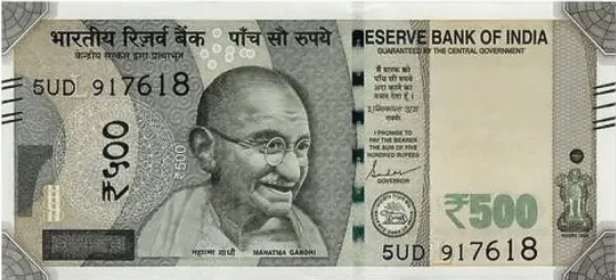 भारतीय रिज़र्व बैंक पाँच सौ रुपये
केन्द्रीय सरकार द्वारा प्रत्याभूत
RESERVE BANK OF INDIA
GUARANTEED BY THE CENTRAL GOVERNMENT
5UD 917618
मैं धारक को
पाँच सौ रुपये
अदा करने का
वचन देता हूँ ।
गवर्नर
I PROMISE TO
PAY THE BEARER
THE SUM OF FIVE
HUNDRED RUPEES
GOVERNOR
₹५००
₹500
₹500
महात्मा गांधी MAHATMA GANDHI
5UD 917618